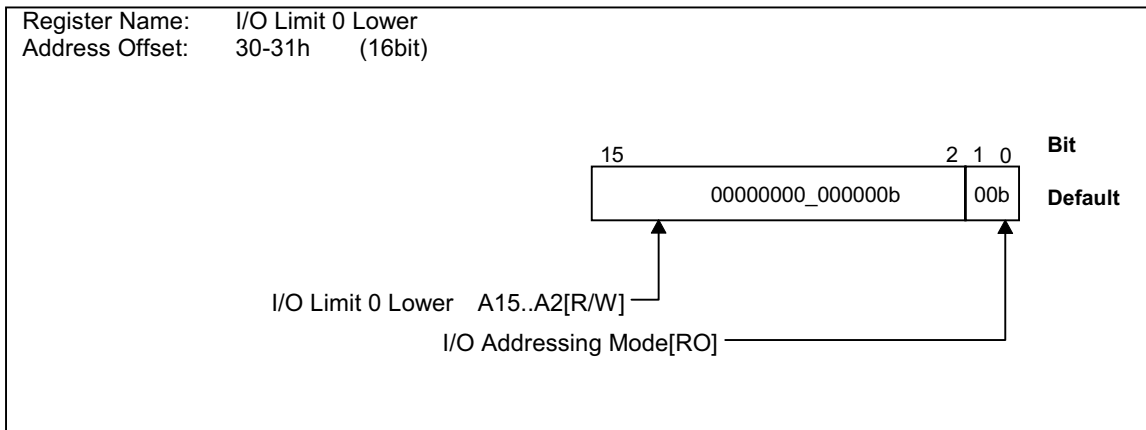 Register Name: I/O Limit 0 Lower
Address Offset: 30-31h (16bit)
15 2 1 0 Bit
00000000_000000b 00b Default
I/O Limit 0 Lower A15..A2[R/W]
I/O Addressing Mode[RO]